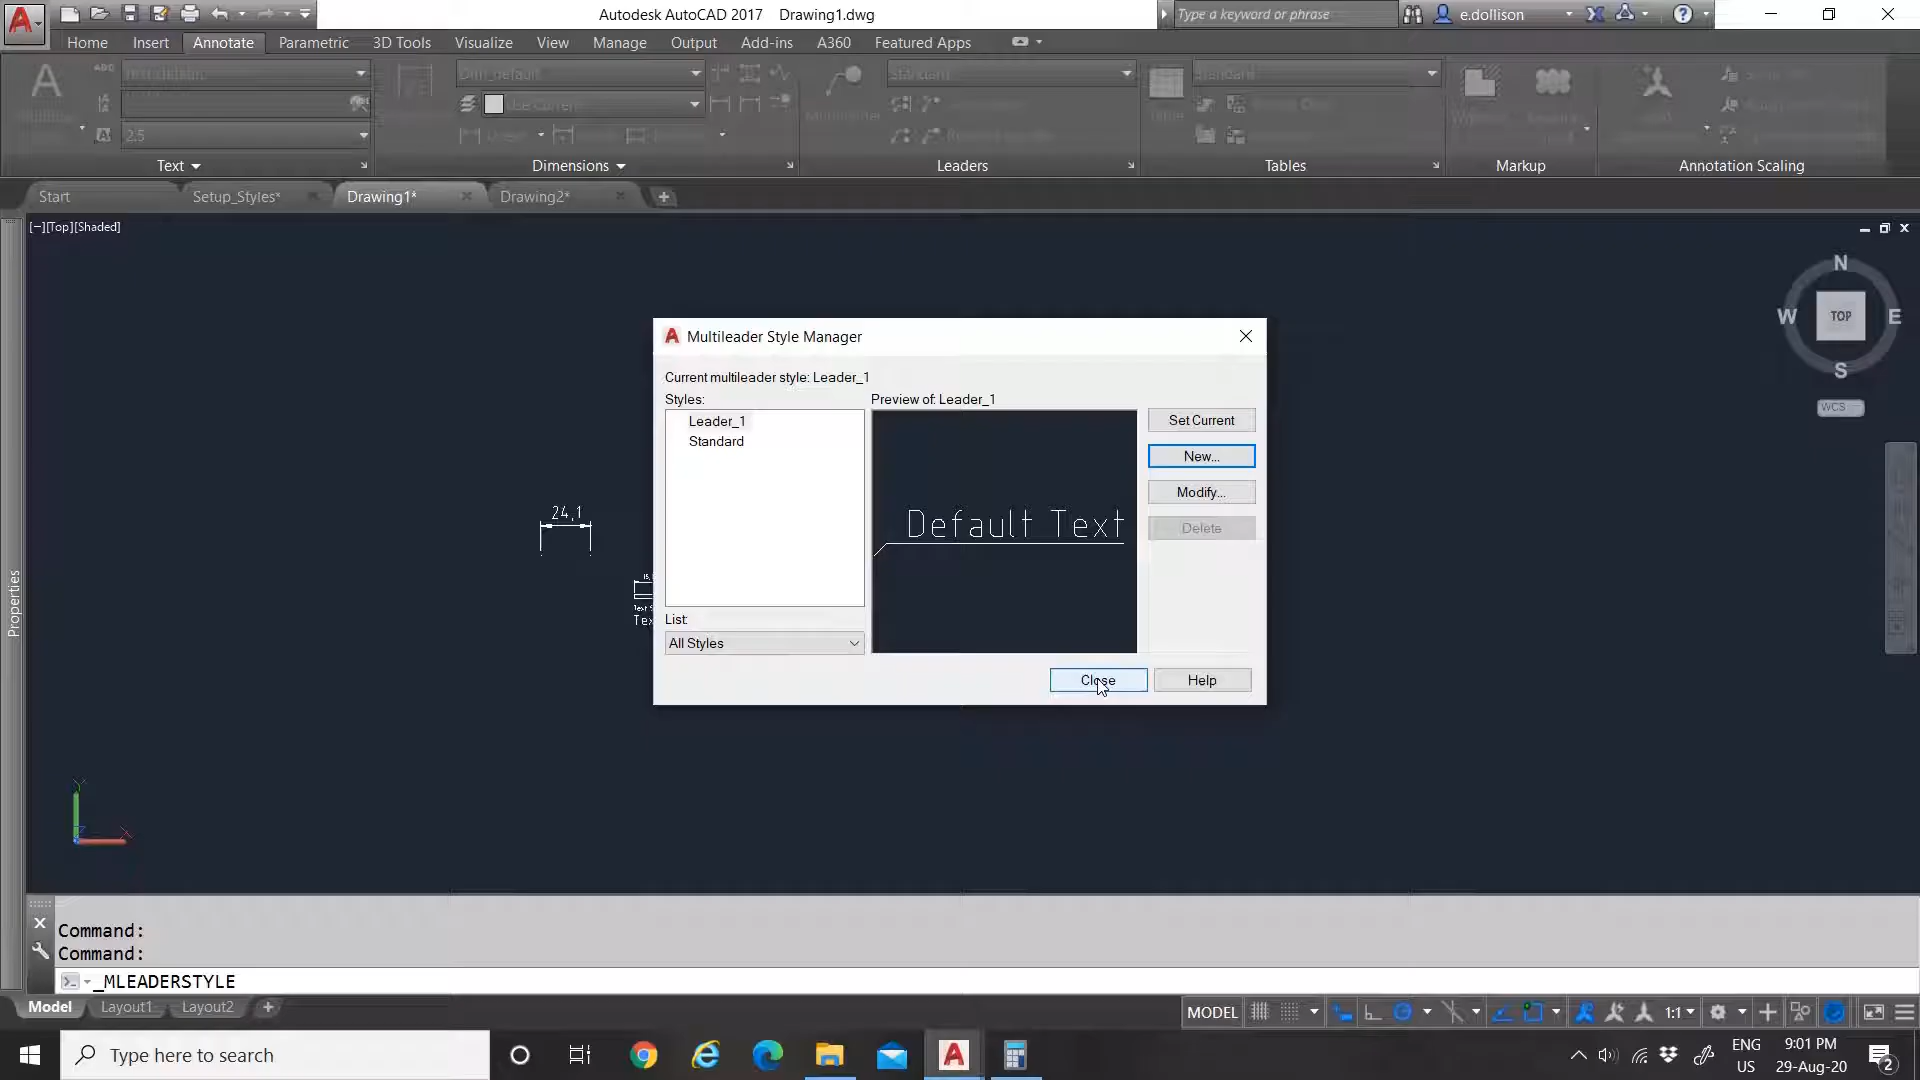 Autodesk AutoCAD 2017 Drawing1.dwg
Type a keyword or phrase
e.dollison
Home Insert Annotate Parametric 3D Tools Visualize View Manage Output Add-ins A360 Featured Apps
Standard
2.5
Text Dimensions Leaders Tables Markup Annotation Scaling
Start Setup_Styles* Drawing1* Drawing2*
[−][Top][Shaded]
N
W TOP E
S
WCS
Multileader Style Manager
Current multileader style: Leader_1
Styles:
Preview of: Leader_1
Leader_1
Standard
Default Text
Set Current
New...
Modify...
Delete
List:
All Styles
Close
Help
24,1
Properties
Y
X
Command:
Command:
_MLEADERSTYLE
Model Layout1 Layout2
MODEL 1:1
Type here to search
ENG
US
9:01 PM
29-Aug-20
2